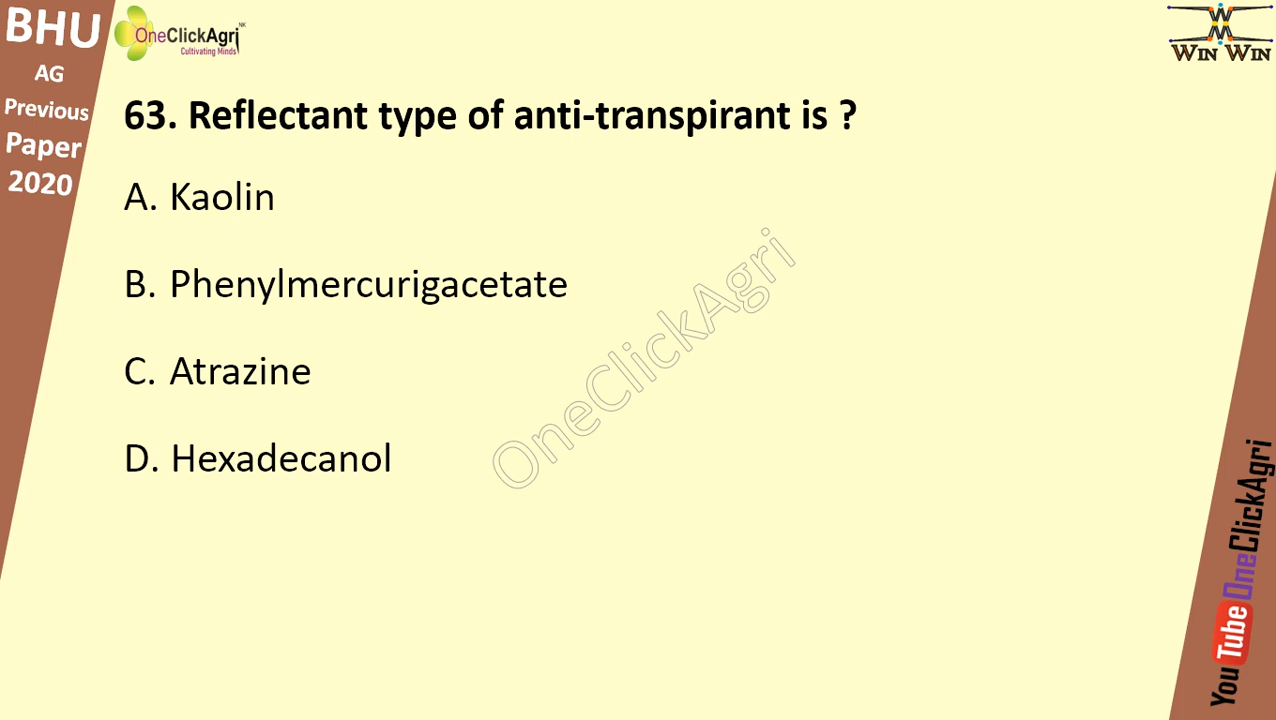 BHU
AG
Previous
Paper
2020
OneClickAgri
NK
Cultivating Minds
WIN WIN
63. Reflectant type of anti-transpirant is ?
A. Kaolin
B. Phenylmercurigacetate
C. Atrazine
D. Hexadecanol
OneClickAgri
YouTube OneClickAgri